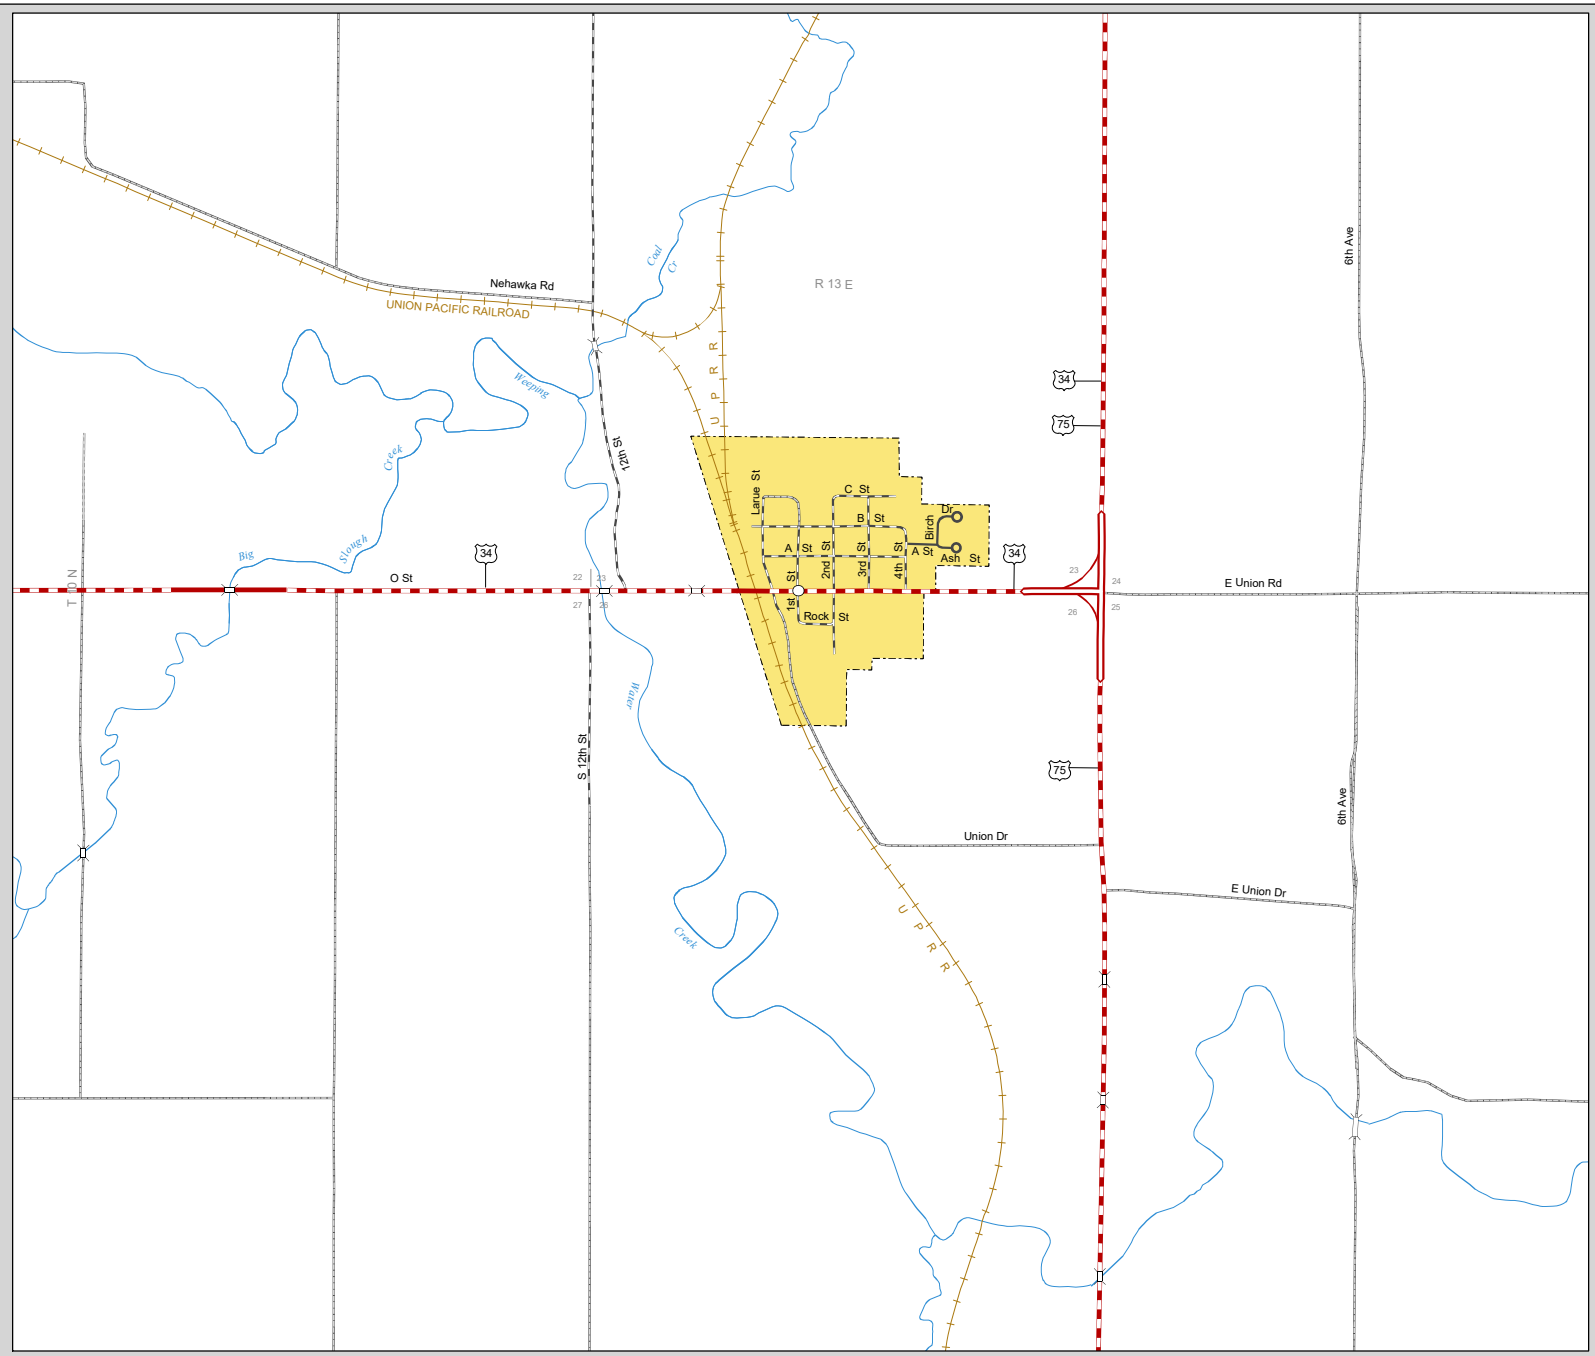 6th Ave
Coal
Cr
Nehawka Rd
R 13 E
UNION PACIFIC RAILROAD
U P R R
Weeping
34
75
12th St
Creek
Larue St
C St
Dr
B St
Birch
A St
2nd St
3rd St
4th St
A St
Ash St
Big
Slough
34
34
T 10 N
O St
22
23
27
26
23
24
26
25
E Union Rd
1st St
Rock St
Water
S 12th St
75
6th Ave
Union Dr
E Union Dr
U P R R
Creek